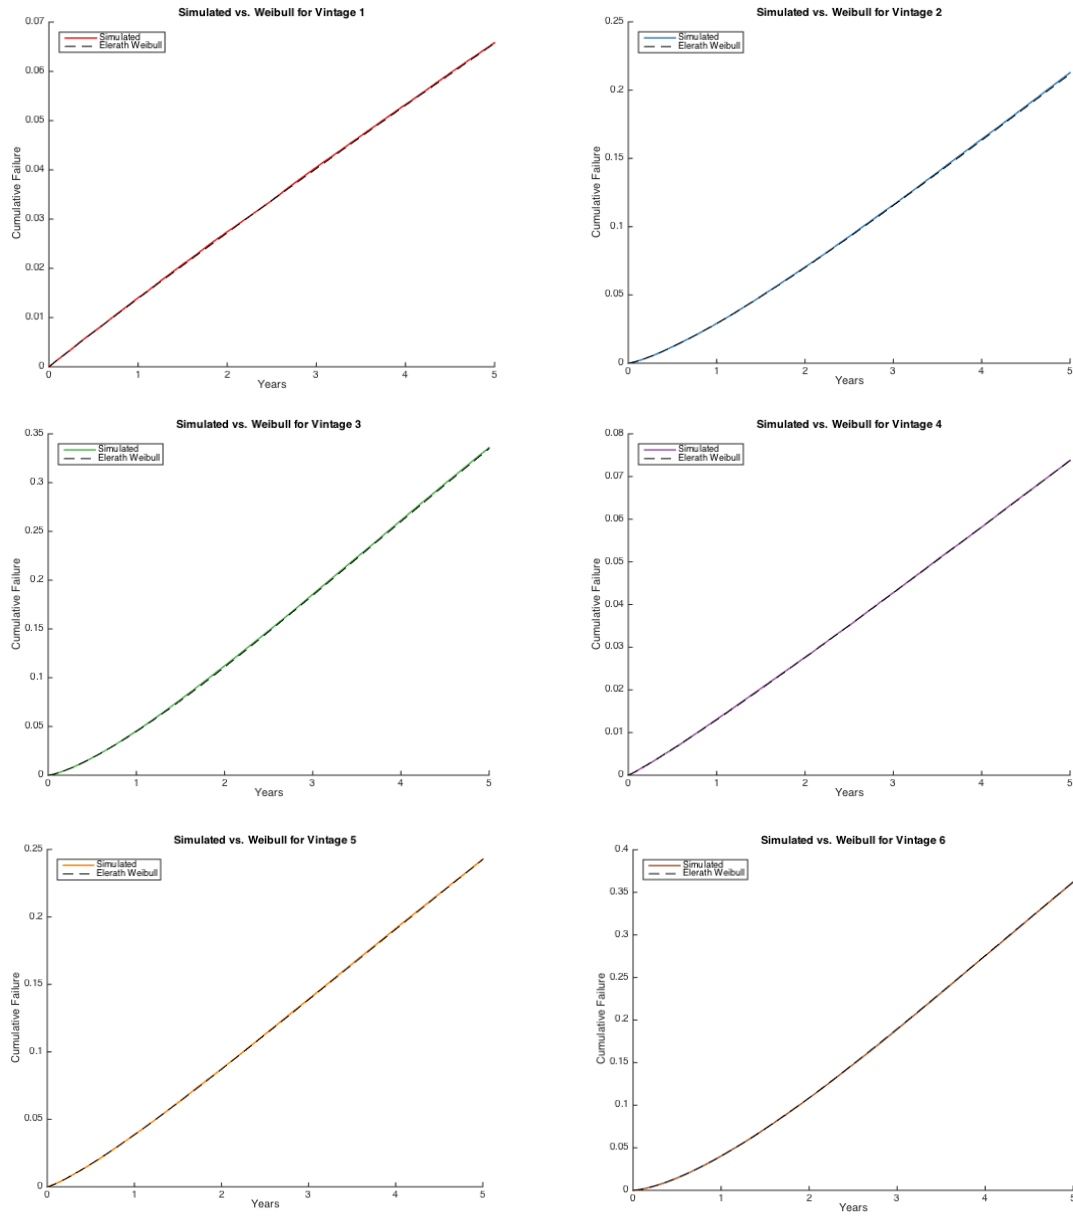 Simulated vs. Weibull for Vintage 1
0.07
0.06
0.05
0.04
0.03
0.02
0.01
0
Cumulative Failure
Simulated
Elerath Weibull
0 1 2 3 4 5
Years
Simulated vs. Weibull for Vintage 2
0.25
0.2
0.15
0.1
0.05
0
Cumulative Failure
Simulated
Elerath Weibull
0 1 2 3 4 5
Years
Simulated vs. Weibull for Vintage 3
0.35
0.3
0.25
0.2
0.15
0.1
0.05
0
Cumulative Failure
Simulated
Elerath Weibull
0 1 2 3 4 5
Years
Simulated vs. Weibull for Vintage 4
0.08
0.07
0.06
0.05
0.04
0.03
0.02
0.01
0
Cumulative Failure
Simulated
Elerath Weibull
0 1 2 3 4 5
Years
Simulated vs. Weibull for Vintage 5
0.25
0.2
0.15
0.1
0.05
0
Cumulative Failure
Simulated
Elerath Weibull
0 1 2 3 4 5
Years
Simulated vs. Weibull for Vintage 6
0.4
0.35
0.3
0.25
0.2
0.15
0.1
0.05
0
Cumulative Failure
Simulated
Elerath Weibull
0 1 2 3 4 5
Years